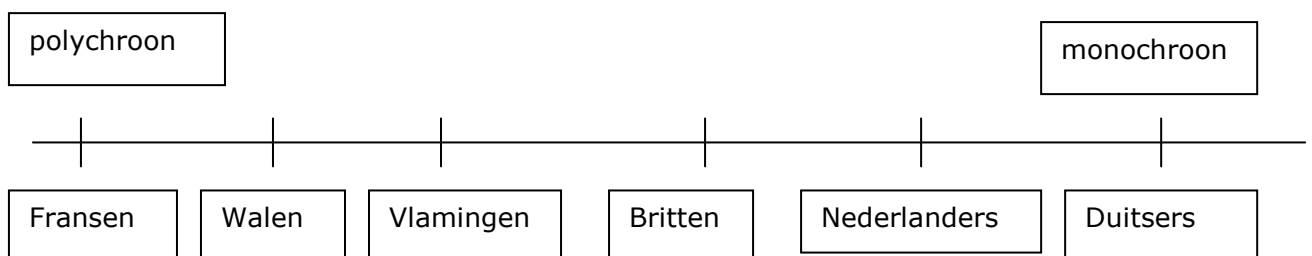 polychroon
monochroon
Fransen Walen Vlamingen Britten Nederlanders Duitsers